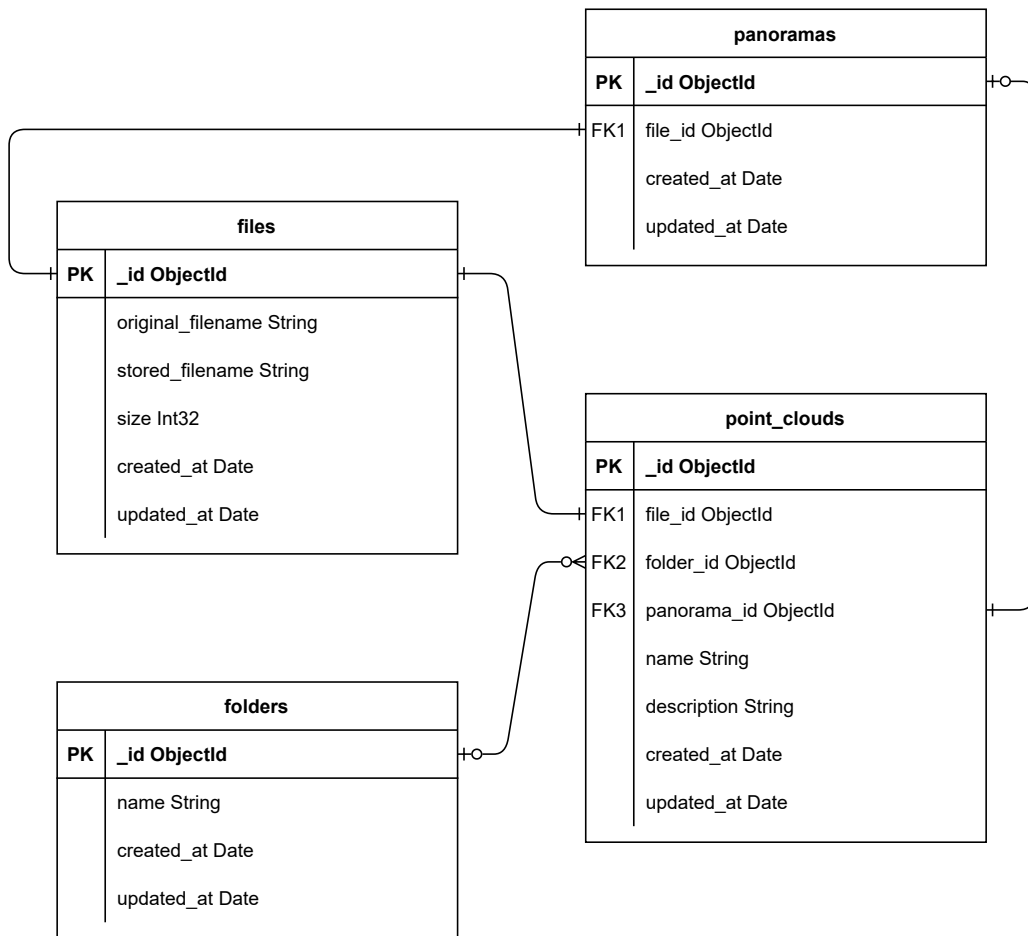 panoramas
PK _id ObjectId
FK1 file_id ObjectId
created_at Date
updated_at Date
files
PK _id ObjectId
original_filename String
stored_filename String
size Int32
created_at Date
updated_at Date
point_clouds
PK _id ObjectId
FK1 file_id ObjectId
FK2 folder_id ObjectId
FK3 panorama_id ObjectId
name String
description String
created_at Date
updated_at Date
folders
PK _id ObjectId
name String
created_at Date
updated_at Date